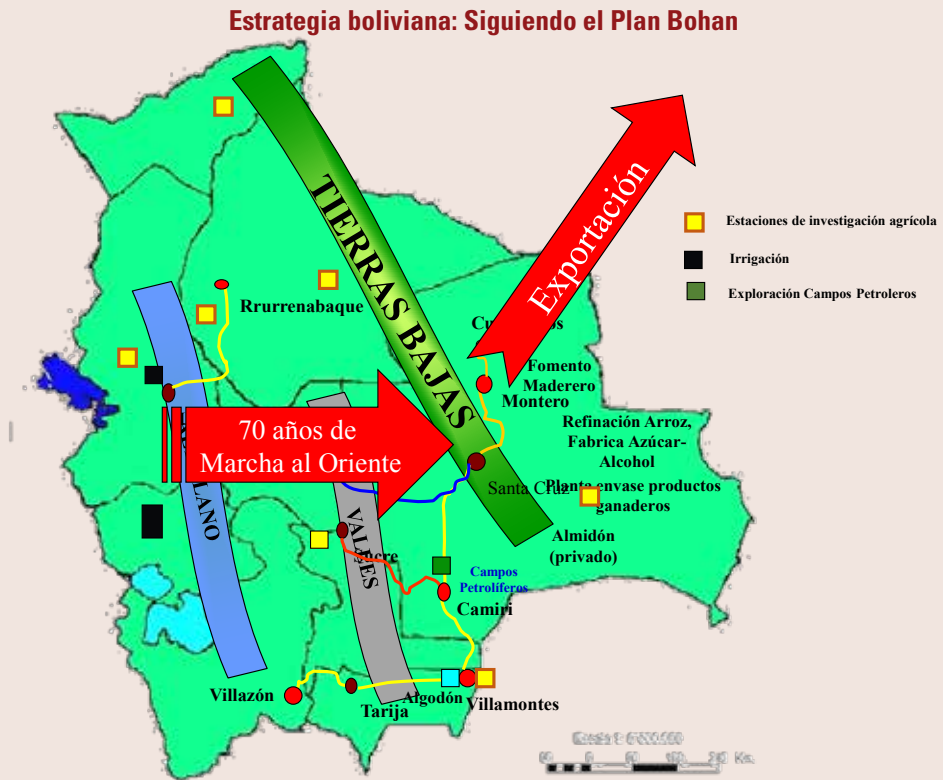 Estrategia boliviana: Siguiendo el Plan Bohan
TIERRAS BAJAS
Exportación
Estaciones de investigación agrícola
Irrigación
Exploración Campos Petroleros
Rrurrenabaque
Fomento
Maderero
Montero
70 años de
Marcha al Oriente
Refinación Arroz,
Fabrica Azúcar-
Alcohol
Santa Cruz
Planta envase productos
ganaderos
VALLES
Almidón
(privado)
Campos
Petrolíferos
Camiri
Villazón
Tarija
Algodón
Villamontes